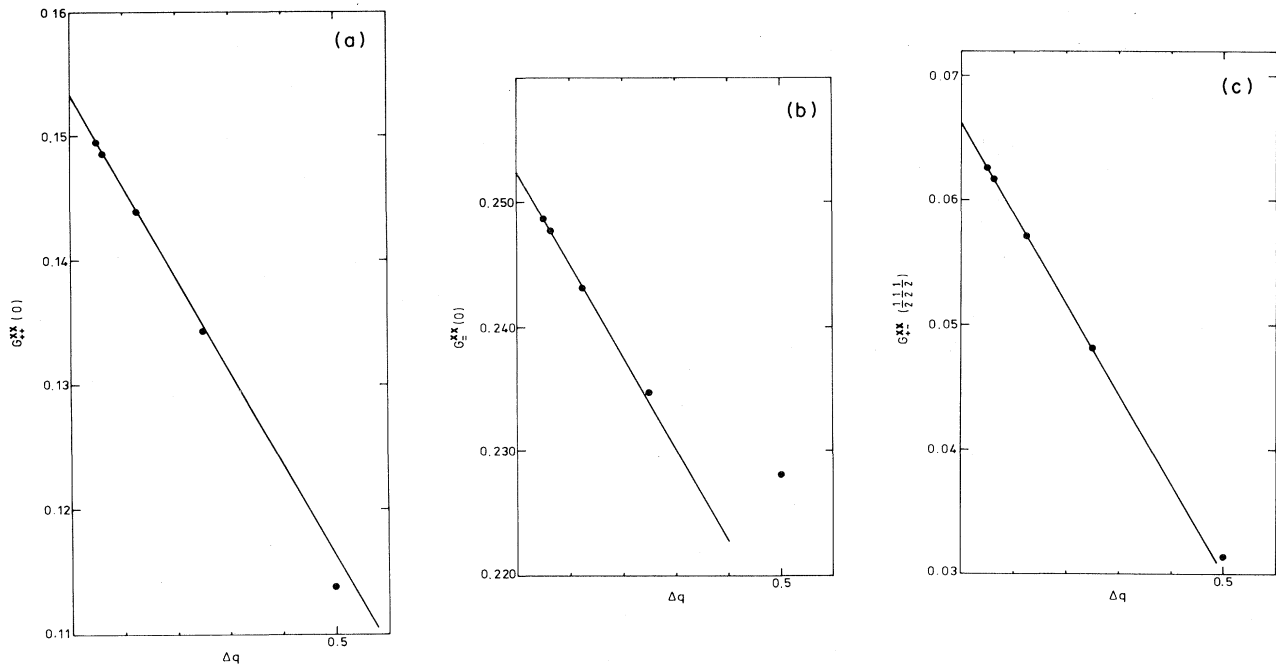 (a)
0.16
0.15
0.14
0.13
0.12
0.11
G++^xx (0)
0.5
Δq
(b)
0.250
0.240
0.230
0.220
G=^xx (0)
0.5
Δq
(c)
0.07
0.06
0.05
0.04
0.03
G+-^xx (1/2 1/2 1/2)
0.5
Δq